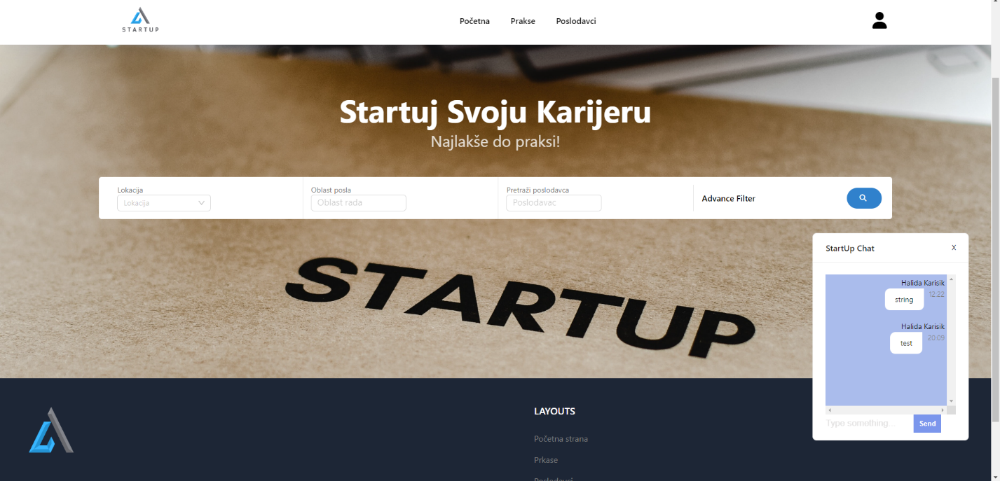 STARTUP
Početna
Prakse
Poslodavci
Startuj Svoju Karijeru
Najlakše do praksi!
Lokacija
Lokacija
Oblast posla
Oblast rada
Pretraži poslodavca
Poslodavac
Advance Filter
STARTUP
StartUp Chat
X
Halida Karisik
string
12:22
Halida Karisik
test
20:09
Type something...
Send
LAYOUTS
Početna strana
Prkase
Poslodavci